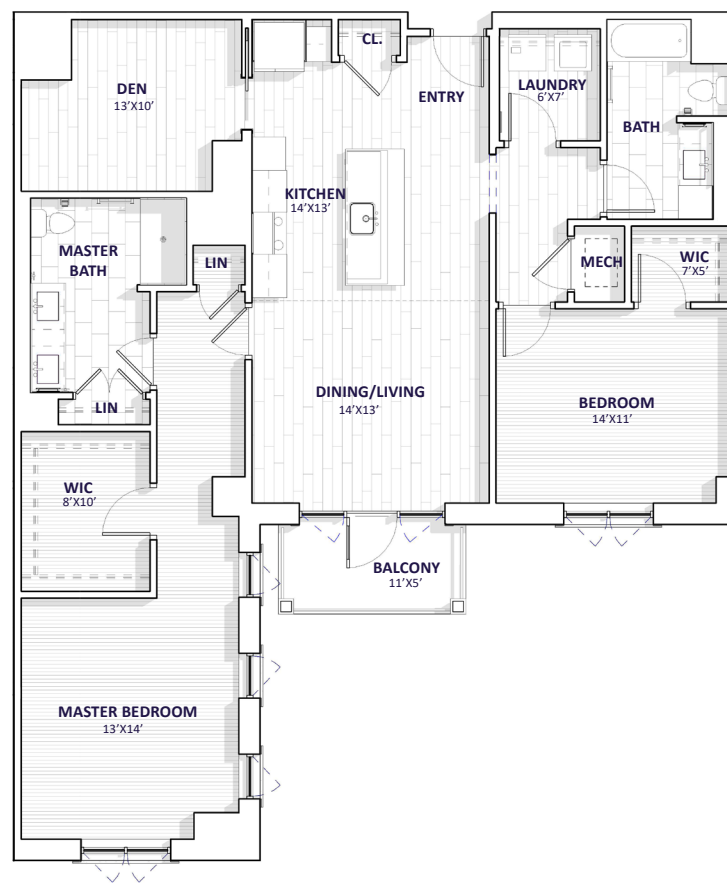 DEN
13'X10'
CL.
ENTRY
LAUNDRY
6'X7'
BATH
KITCHEN
14'X13'
MASTER
BATH
LIN
MECH
WIC
7'X5'
DINING/LIVING
14'X13'
BEDROOM
14'X11'
LIN
WIC
8'X10'
BALCONY
11'X5'
MASTER BEDROOM
13'X14'